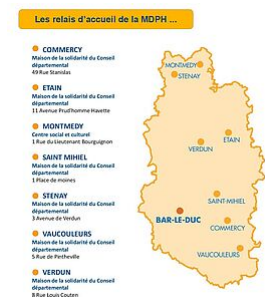 Les relais d'accueil de la MDPH ...
COMMERCY
Maison de la solidarité du Conseil
départemental
49 Rue Stanislas
ETAIN
Maison de la solidarité du Conseil
départemental
11 Avenue Prud'homme Havette
MONTMEDY
Centre social et culturel
1 Rue du Lieutenant Bourguignon
SAINT MIHIEL
Maison de la solidarité du Conseil
départemental
1 Place de moines
STENAY
Maison de la solidarité du Conseil
départemental
3 Avenue de Verdun
VAUCOULEURS
Maison de la solidarité du Conseil
départemental
5 Rue de Pintheville
VERDUN
Maison de la solidarité du Conseil
départemental
8 Rue Louis Couten
MONTMEDY
STENAY
ETAIN
VERDUN
SAINT-MIHIEL
BAR-LE-DUC
COMMERCY
VAUCOULEURS